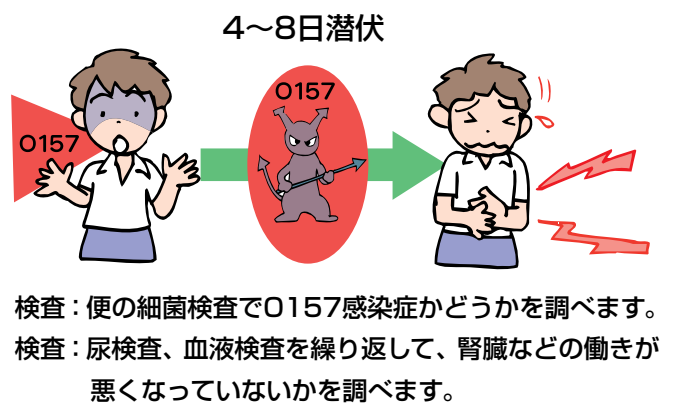 4〜8日潜伏
O157
O157
検査：便の細菌検査でO157感染症かどうかを調べます。
検査：尿検査、血液検査を繰り返して、腎臓などの働きが
悪くなっていないかを調べます。